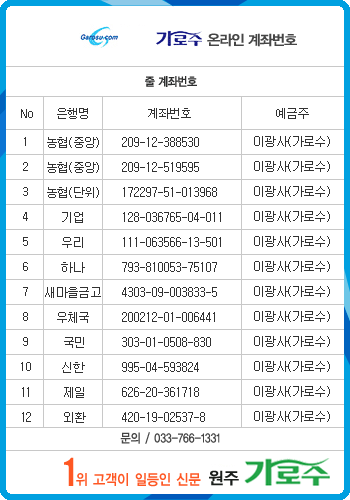 Garosu.com 가로수 온라인 계좌번호
줄 계좌번호
No 은행명 계좌번호 예금주
1 농협(중앙) 209-12-388530 이광사(가로수)
2 농협(중앙) 209-12-519595 이광사(가로수)
3 농협(단위) 172297-51-013968 이광사(가로수)
4 기업 128-036765-04-011 이광사(가로수)
5 우리 111-063566-13-501 이광사(가로수)
6 하나 793-810053-75107 이광사(가로수)
7 새마을금고 4303-09-003833-5 이광사(가로수)
8 우체국 200212-01-006441 이광사(가로수)
9 국민 303-01-0508-830 이광사(가로수)
10 신한 995-04-593824 이광사(가로수)
11 제일 626-20-361718 이광사(가로수)
12 외환 420-19-02537-8 이광사(가로수)
문의 / 033-766-1331
1위 고객이 일등인 신문 원주 가로수